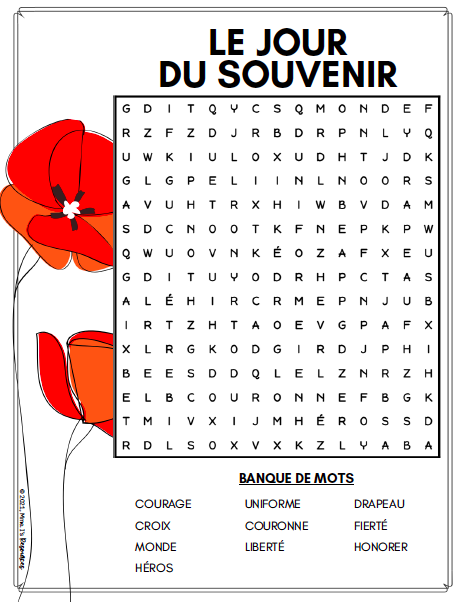 LE JOUR
DU SOUVENIR
G D I T Q Y C S Q M O N D E F
R Z F Z D J R B D R P N L Y Q
U W K I U L O X U D H T J D K
G L G P E L I I N L N O O R S
A V U H T R X H I W B V D A M
S D C N O O T K F N E P K P W
Q W U O V N K É O Z A F X E U
G D I T U Y O D R H P C T A S
A L É H I R C R M E P N J U B
I R T Z H T A O E V G P A F X
X L R G K O D G I R D J P H I
B E E S D D Q L E L Z N R Z H
E L B C O U R O N N E F B G K
T M I V X I J M H É R O S S D
R D L S O X V X K Z L Y A B A
BANQUE DE MOTS
COURAGE UNIFORME DRAPEAU
CROIX COURONNE FIERTÉ
MONDE LIBERTÉ HONORER
HÉROS
© 2021, Mme. J's Resources